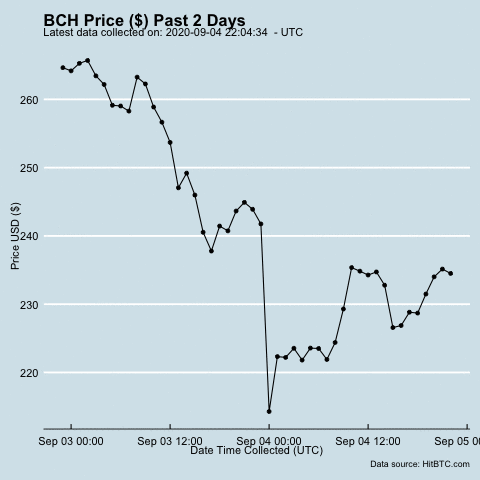 BCH Price ($) Past 2 Days
Latest data collected on: 2020-09-04 22:04:34 - UTC
260
250
240
230
220
Price USD ($)
Sep 03 00:00 Sep 03 12:00 Sep 04 00:00 Sep 04 12:00 Sep 05 0
Date Time Collected (UTC)
Data source: HitBTC.com